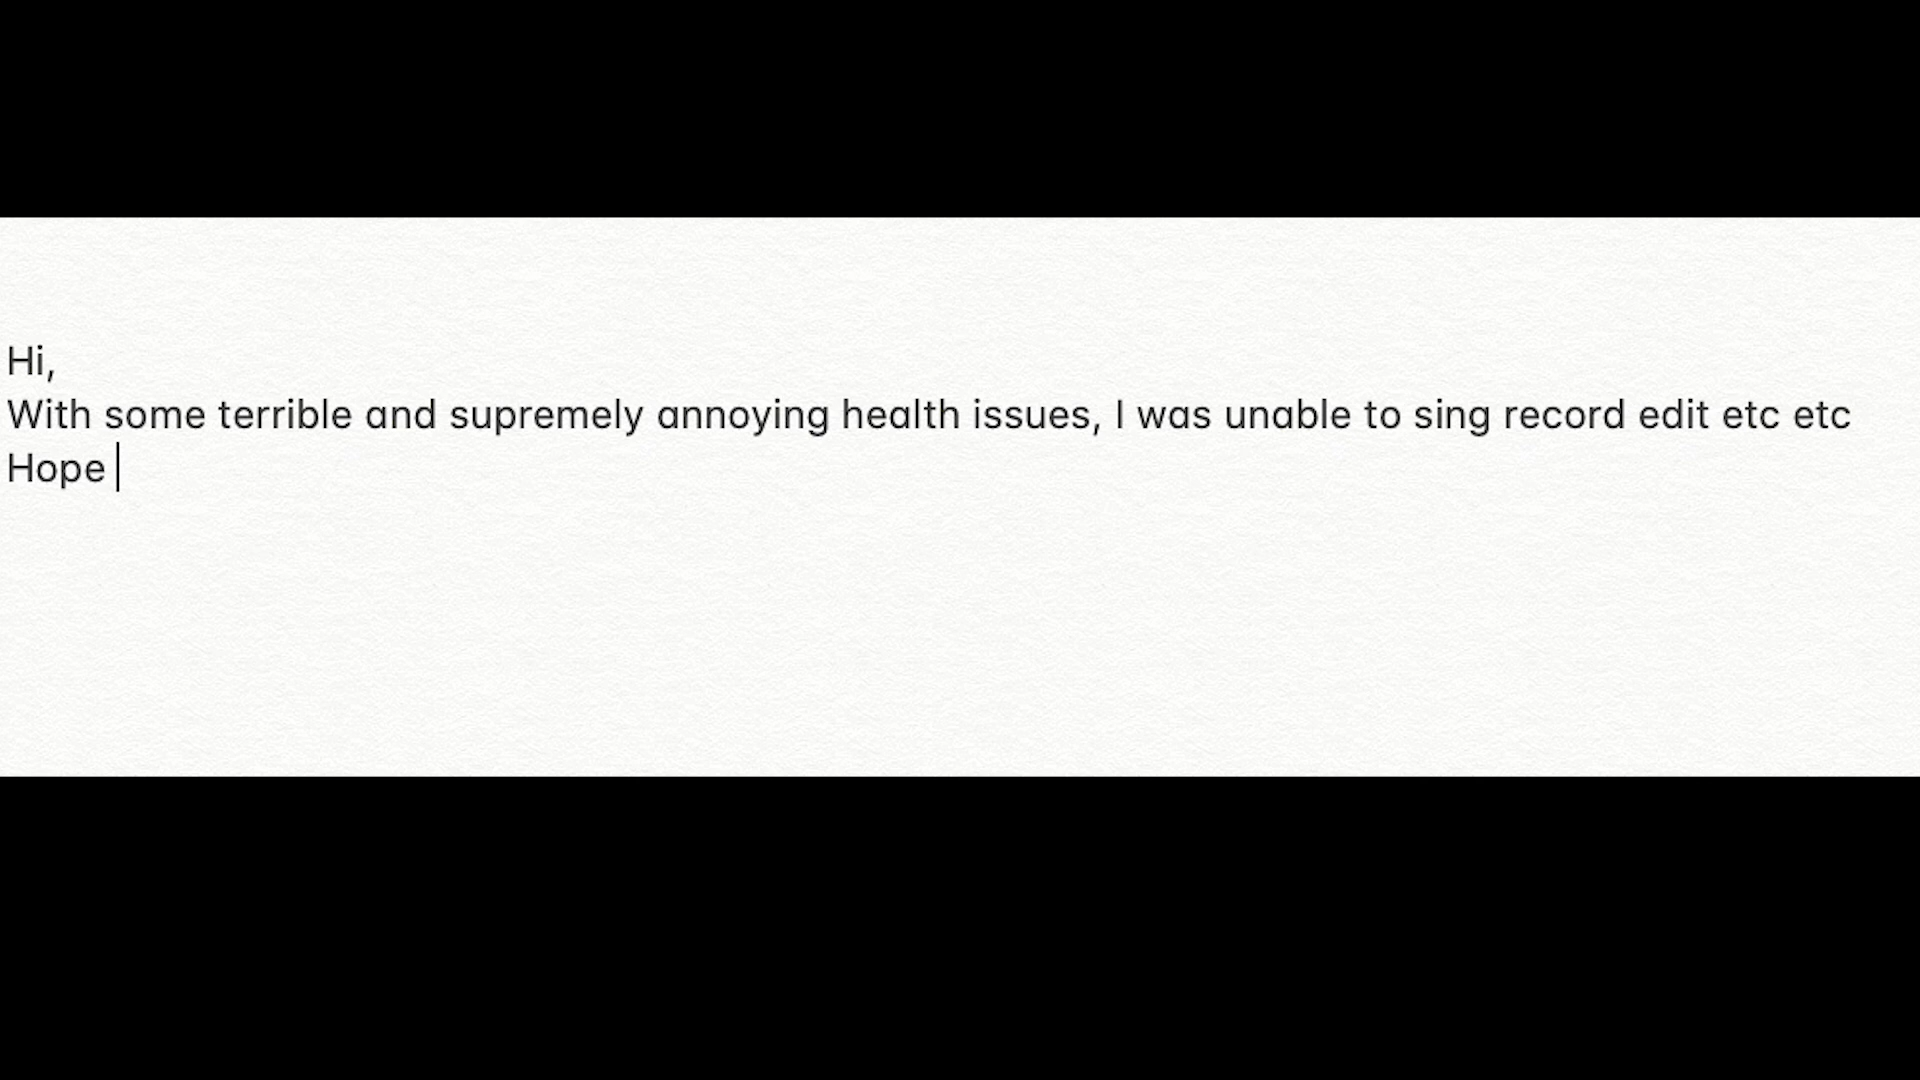 Hi,
With some terrible and supremely annoying health issues, I was unable to sing record edit etc etc
Hope